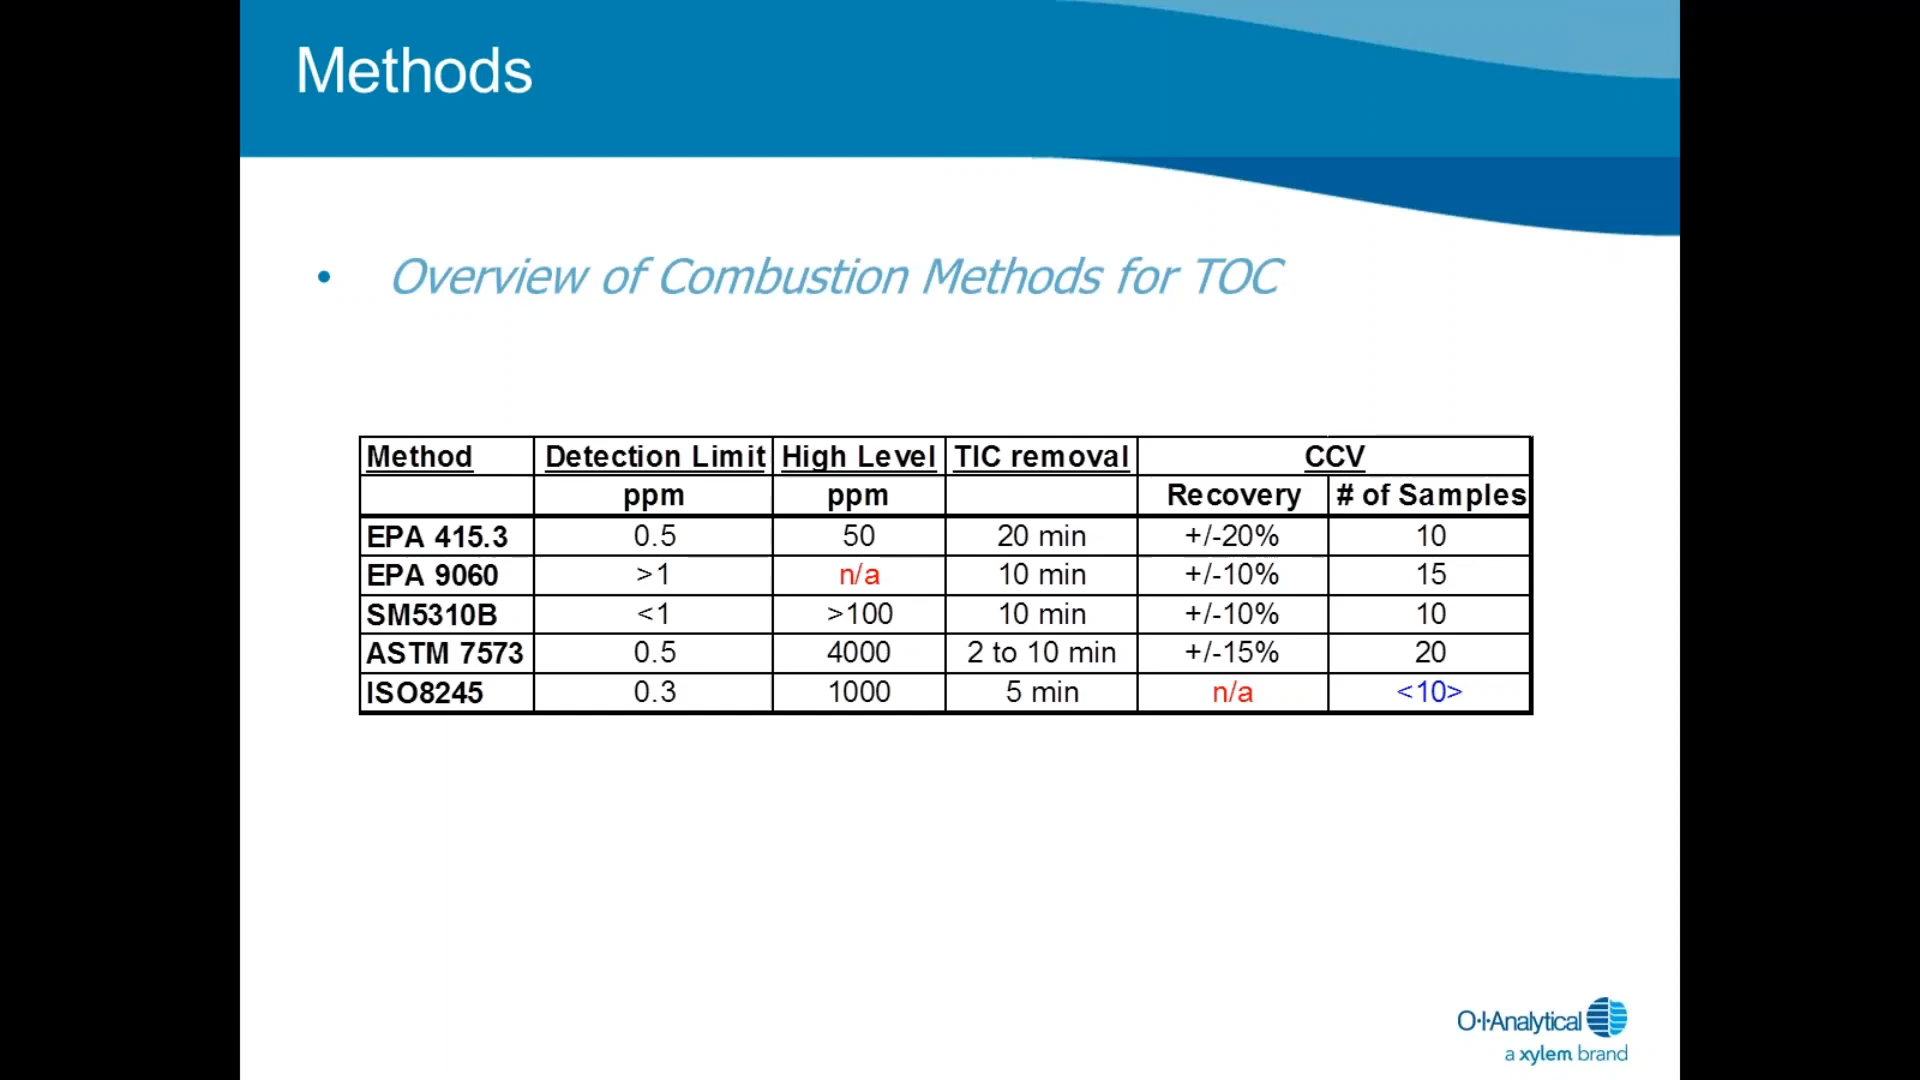 Methods
• Overview of Combustion Methods for TOC
Method Detection Limit High Level TIC removal CCV
ppm ppm Recovery # of Samples
EPA 415.3 0.5 50 20 min +/-20% 10
EPA 9060 >1 n/a 10 min +/-10% 15
SM5310B <1 >100 10 min +/-10% 10
ASTM 7573 0.5 4000 2 to 10 min +/-15% 20
ISO8245 0.3 1000 5 min n/a <10>
O·I·Analytical
a xylem brand